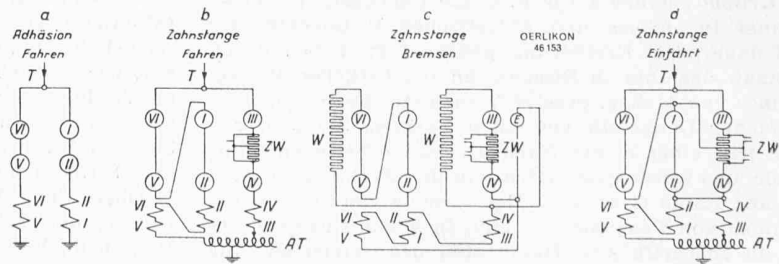 a
Adhäsion
Fahren
T
VI
I
V
II
VI
V
II
I
b
Zahnstange
Fahren
T
VI
I
III
ZW
V
II
IV
VI
V
II
I
IV
III
AT
c
Zahnstange
Bremsen
OERLIKON
46 153
W
VI
I
W
III
E
ZW
V
II
IV
VI
V
II
I
IV
III
d
Zahnstange
Einfahrt
T
VI
I
III
ZW
V
II
IV
VI
V
II
I
IV
III
AT